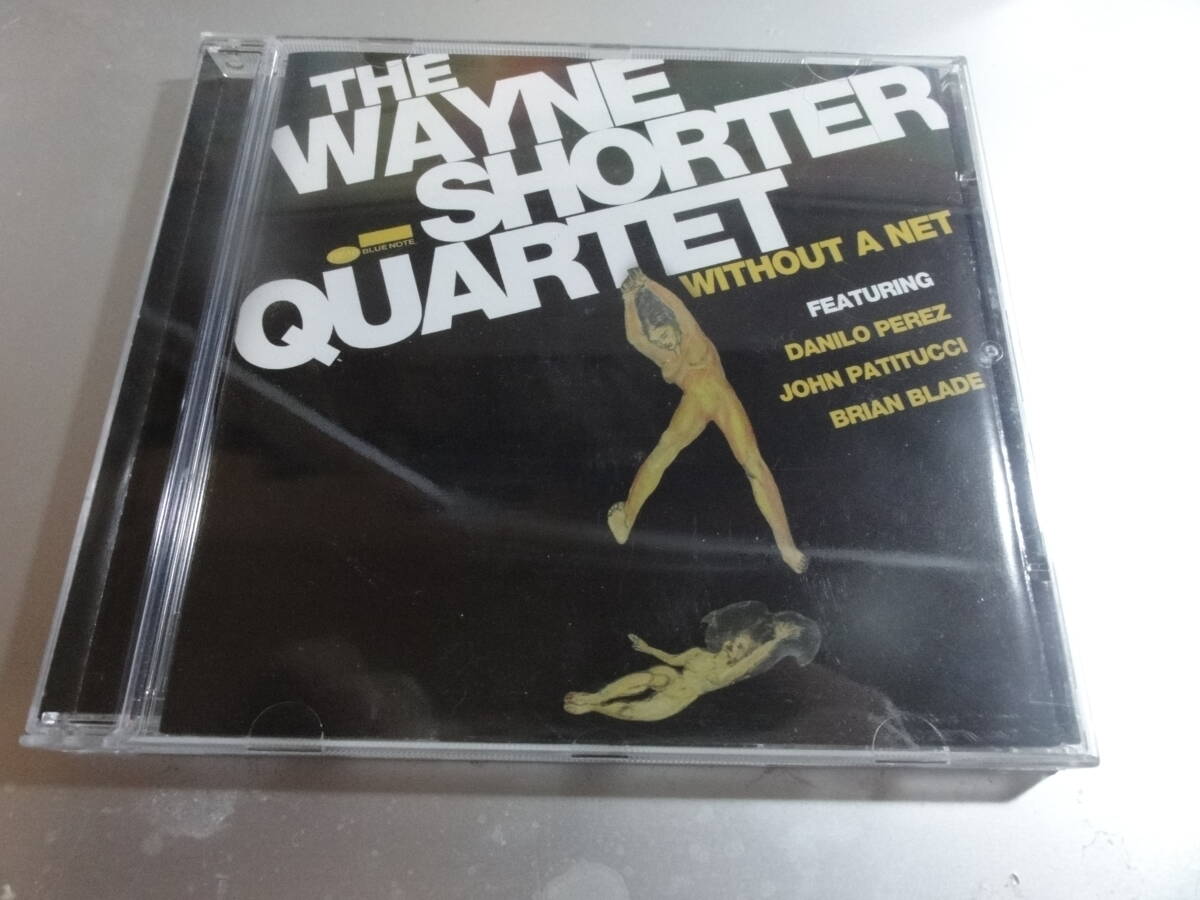 THE
WAYNE
SHORTER
QUARTET
BLUE NOTE
WITHOUT A NET
FEATURING
DANILO PEREZ
JOHN PATITUCCI
BRIAN BLADE